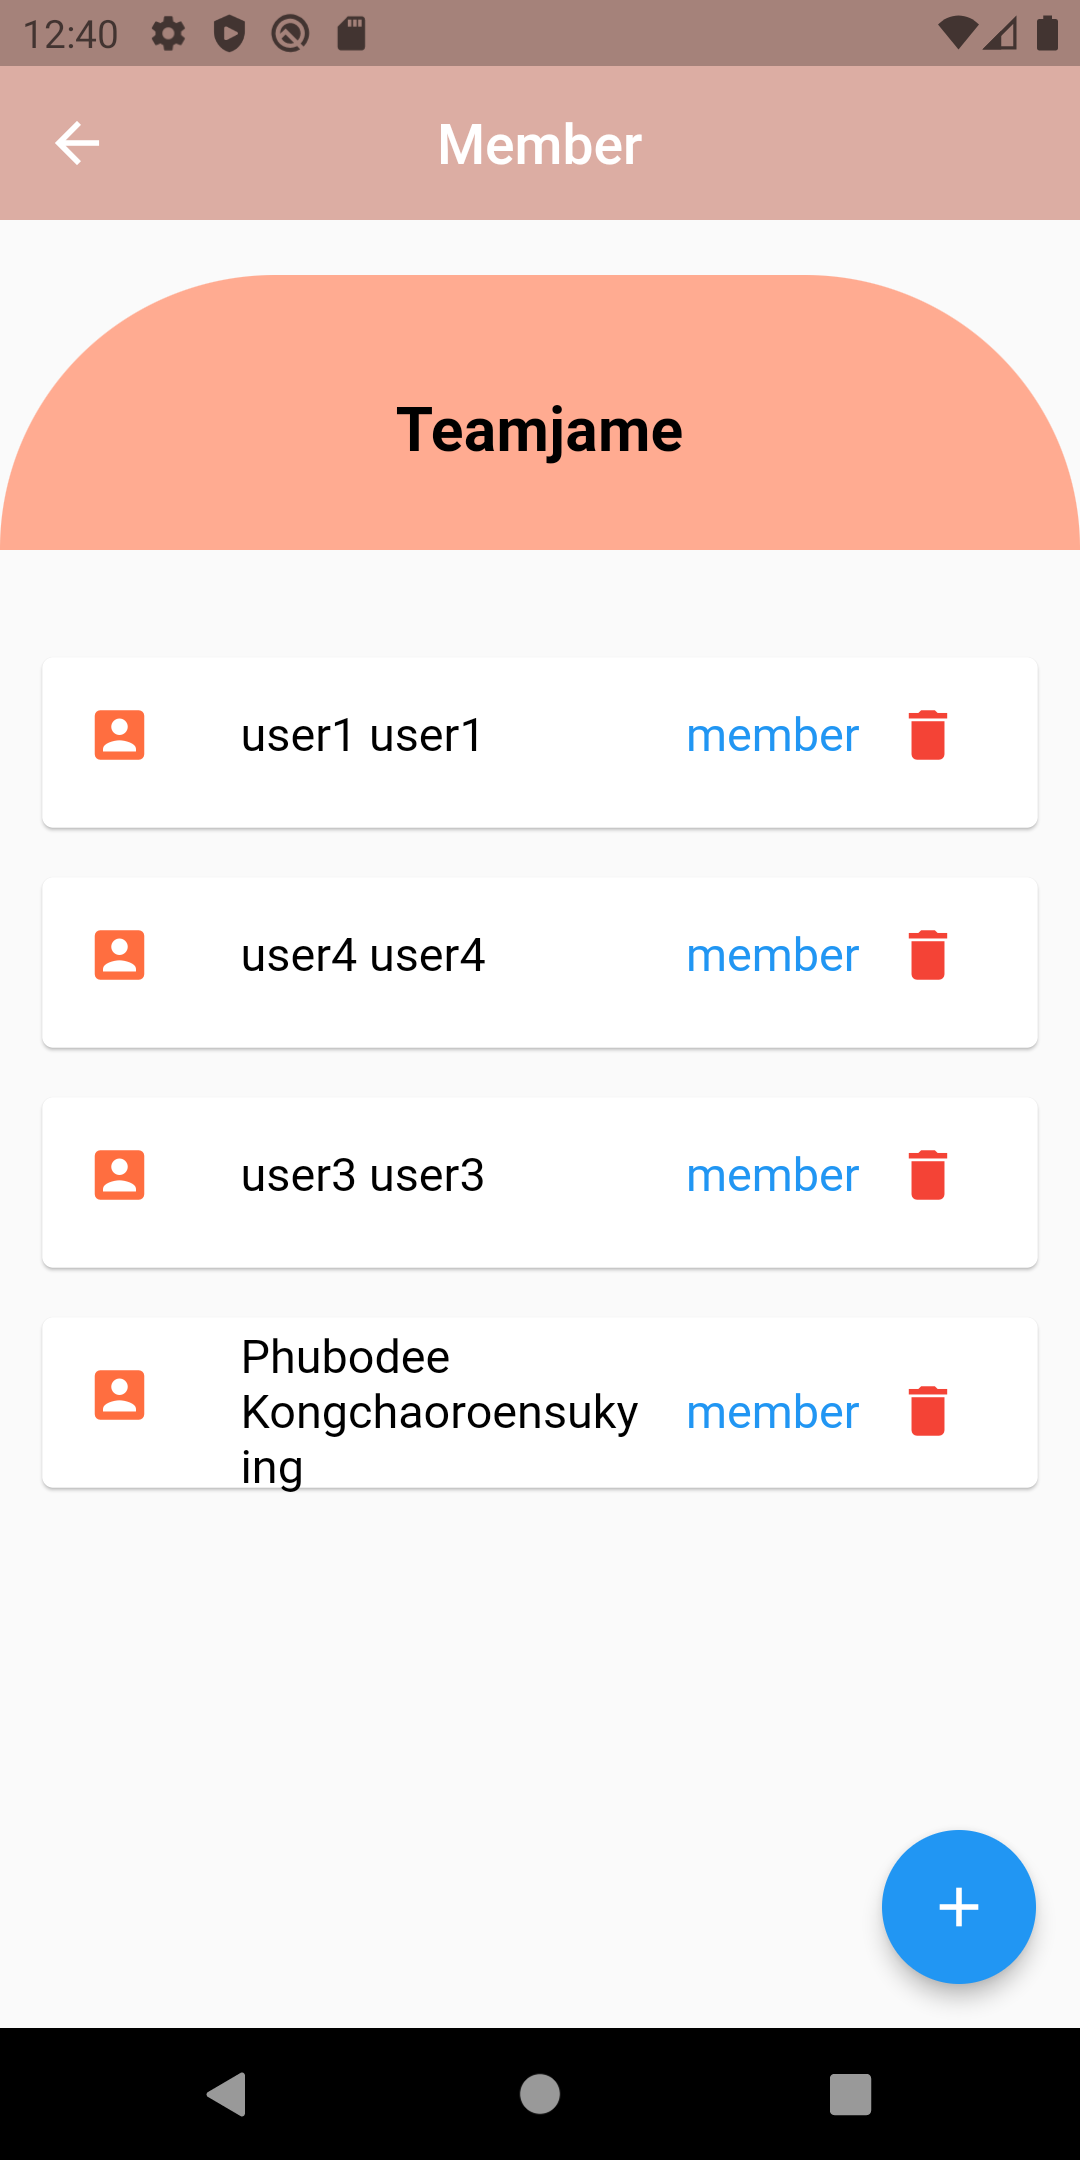 12:40
Member
Teamjame
user1 user1 member
user4 user4 member
user3 user3 member
Phubodee
Kongchaoroensuky member
ing